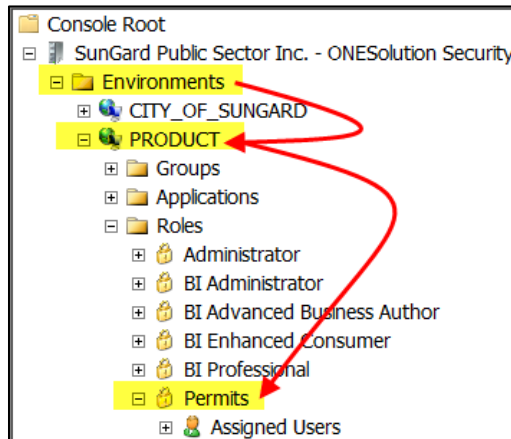 Console Root
SunGard Public Sector Inc. - ONESolution Security
Environments
CITY_OF_SUNGARD
PRODUCT
Groups
Applications
Roles
Administrator
BI Administrator
BI Advanced Business Author
BI Enhanced Consumer
BI Professional
Permits
Assigned Users